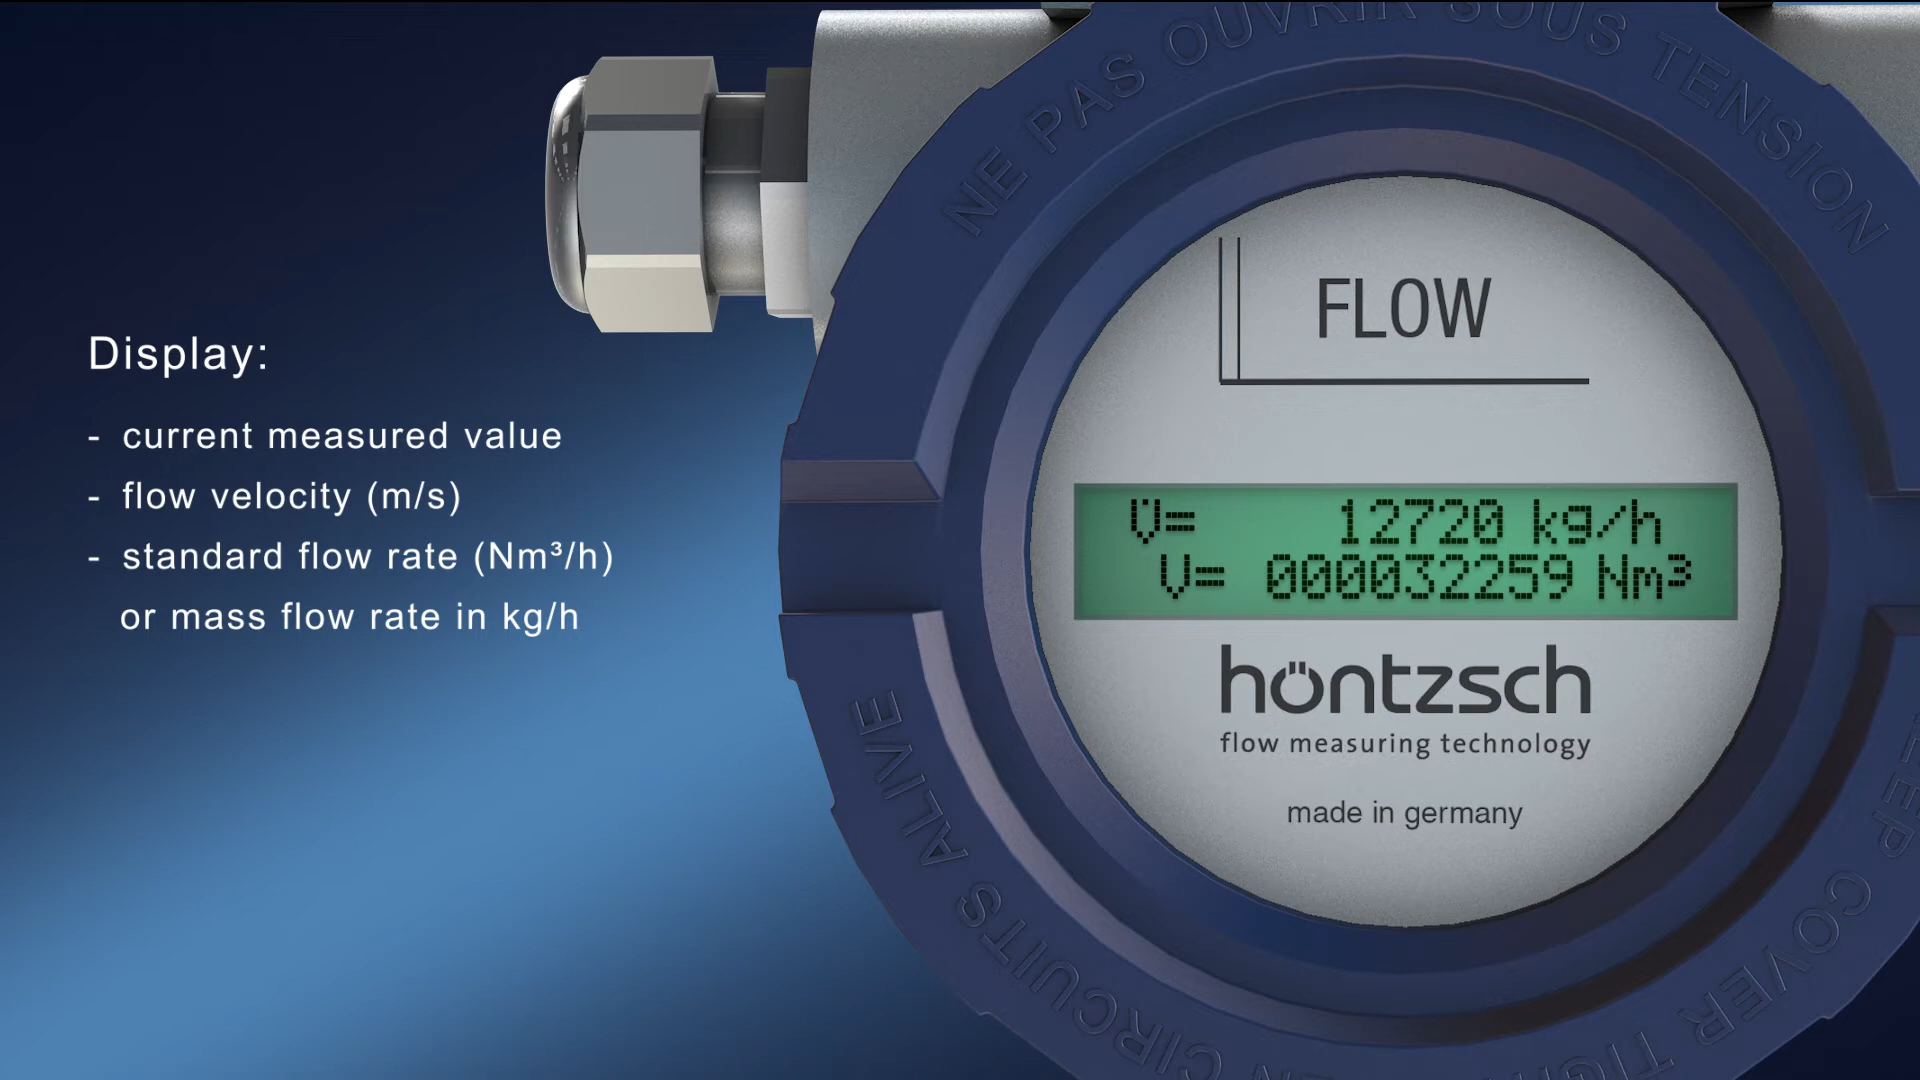 Display:
- current measured value
- flow velocity (m/s)
- standard flow rate (Nm³/h)
or mass flow rate in kg/h
NE PAS OUVRIR SOUS TENSION
FLOW
V̈= 12720 kg/h
V= 000032259 Nm³
höntzsch
flow measuring technology
made in germany
COVER TIGHT
CIRCUITS ALIVE